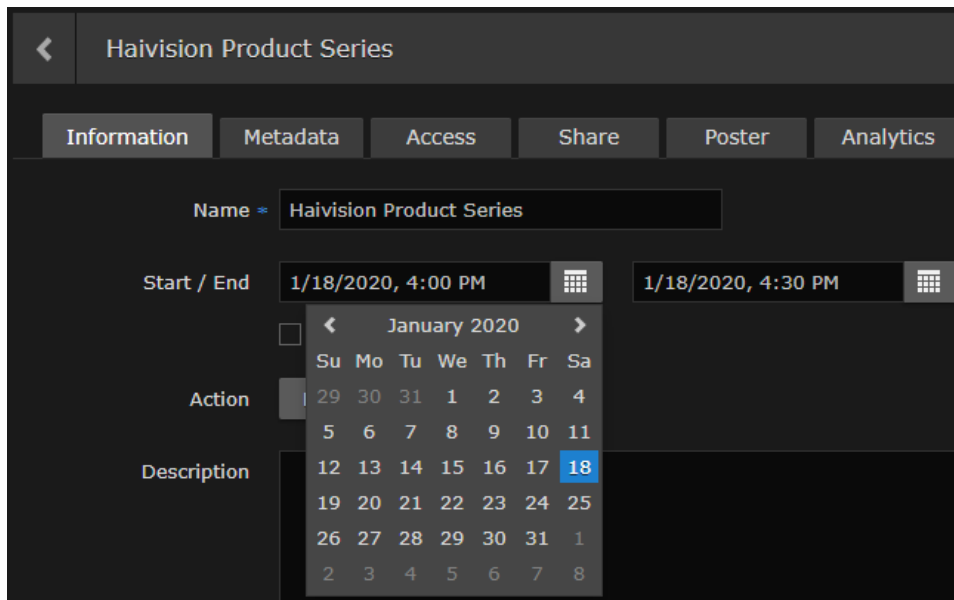 Haivision Product Series
Information Metadata Access Share Poster Analytics
Name * Haivision Product Series
Start / End 1/18/2020, 4:00 PM 1/18/2020, 4:30 PM
January 2020
Su Mo Tu We Th Fr Sa
29 30 31 1 2 3 4
Action
5 6 7 8 9 10 11
Description
12 13 14 15 16 17 18
19 20 21 22 23 24 25
26 27 28 29 30 31 1
2 3 4 5 6 7 8